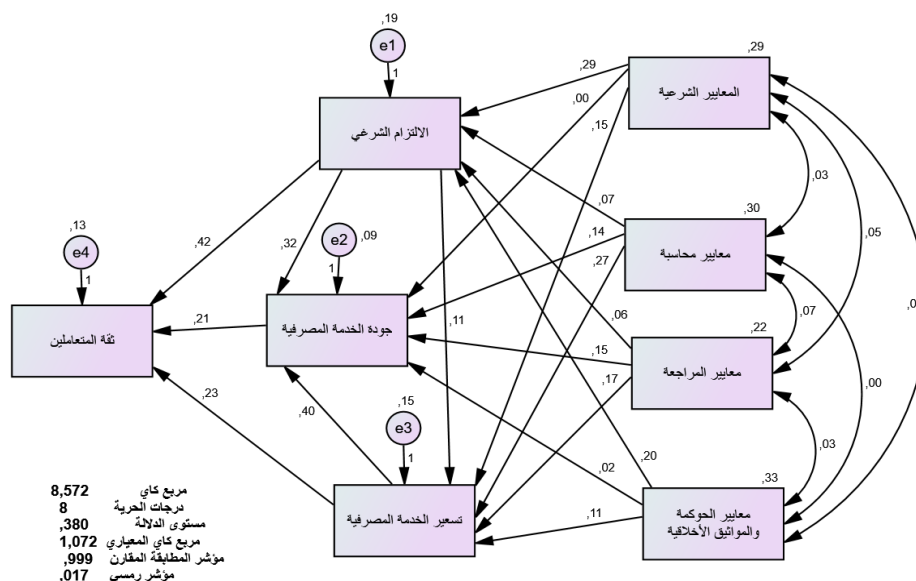 ,19
e1
1
الالتزام الشرعي
,29
المعايير الشرعية
,29
,00
,15
,03
,05
,0
,30
معايير محاسبة
,07
,14
,27
,07
,00
,22
معايير المراجعة
,06
,15
,17
,03
,33
معايير الحوكمة
والمواثيق الأخلاقية
,20
,02
,11
,13
e4
1
ثقة المتعاملين
,42
,32
,11
e2
,09
1
جودة الخدمة المصرفية
,21
,23
,40
,15
e3
1
تسعير الخدمة المصرفية
مربع كاي 8,572
درجات الحرية 8
مستوى الدلالة ,380
مربع كاي المعياري 1,072
مؤشر المطابقة المقارن ,999
مؤشر رمسي ,017